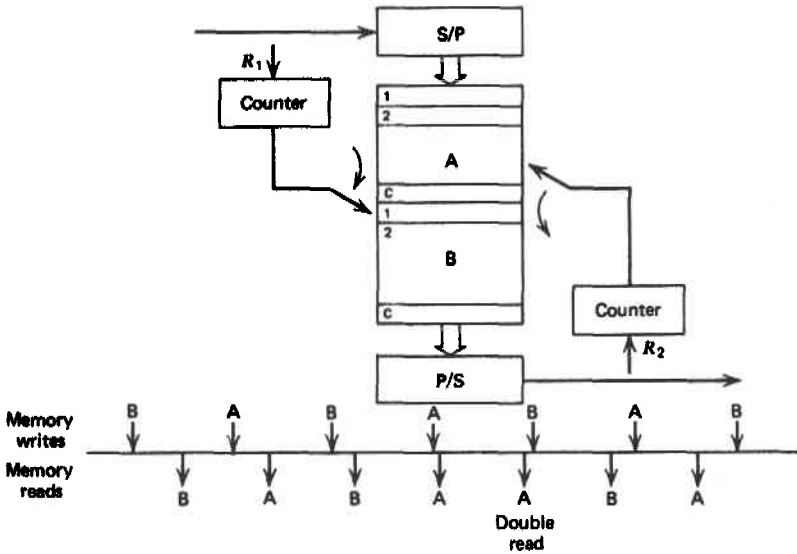 S/P
R1
Counter
1
2
A
C
1
2
B
C
Counter
R2
P/S
Memory writes
B A B A B A B
Memory reads
B A B A A B A
Double read